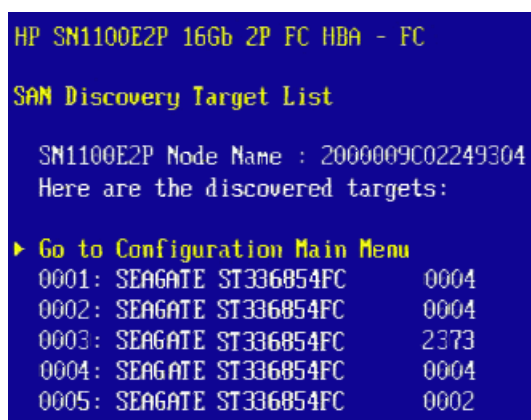 HP SN1100E2P 16Gb 2P FC HBA - FC
SAN Discovery Target List
SN1100E2P Node Name : 2000009C02249304
Here are the discovered targets:
► Go to Configuration Main Menu
0001: SEAGATE ST336854FC 0004
0002: SEAGATE ST336854FC 0004
0003: SEAGATE ST336854FC 2373
0004: SEAGATE ST336854FC 0004
0005: SEAGATE ST336854FC 0002